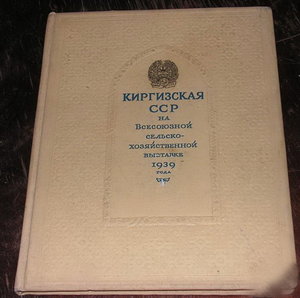 КИРГИЗСКАЯ
ССР
НА
ВСЕСОЮЗНОЙ
СЕЛЬСКО-
ХОЗЯЙСТВЕННОЙ
ВЫСТАВКЕ
1939
ГОДА